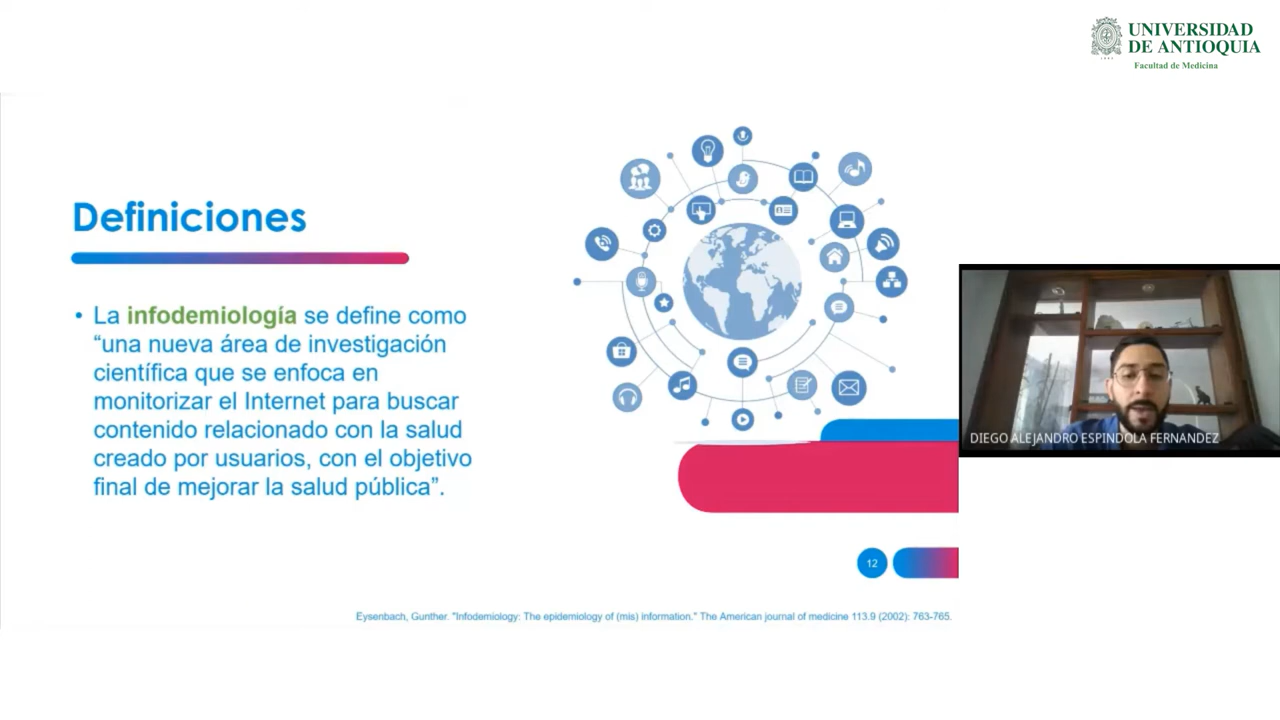 UNIVERSIDAD
DE ANTIOQUIA
Facultad de Medicina
Definiciones
• La infodemiología se define como
“una nueva área de investigación
científica que se enfoca en
monitorizar el Internet para buscar
contenido relacionado con la salud
creado por usuarios, con el objetivo
final de mejorar la salud pública”.
DIEGO ALEJANDRO ESPINDOLA FERNANDEZ
12
Eysenbach, Gunther. "Infodemiology: The epidemiology of (mis) information." The American journal of medicine 113.9 (2002): 763-765.